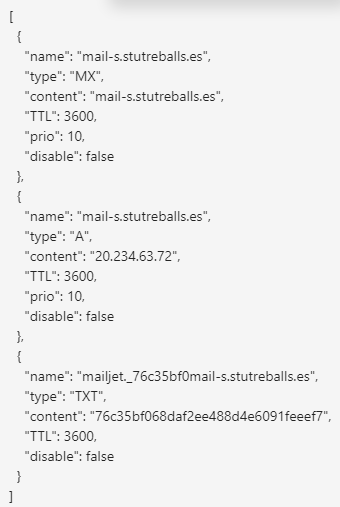 [
{
"name": "mail-s.stutreballs.es",
"type": "MX",
"content": "mail-s.stutreballs.es",
"TTL": 3600,
"prio": 10,
"disable": false
},
{
"name": "mail-s.stutreballs.es",
"type": "A",
"content": "20.234.63.72",
"TTL": 3600,
"prio": 10,
"disable": false
},
{
"name": "mailjet._76c35bf0mail-s.stutreballs.es",
"type": "TXT",
"content": "76c35bf068daf2ee488d4e6091feeef7",
"TTL": 3600,
"disable": false
}
]